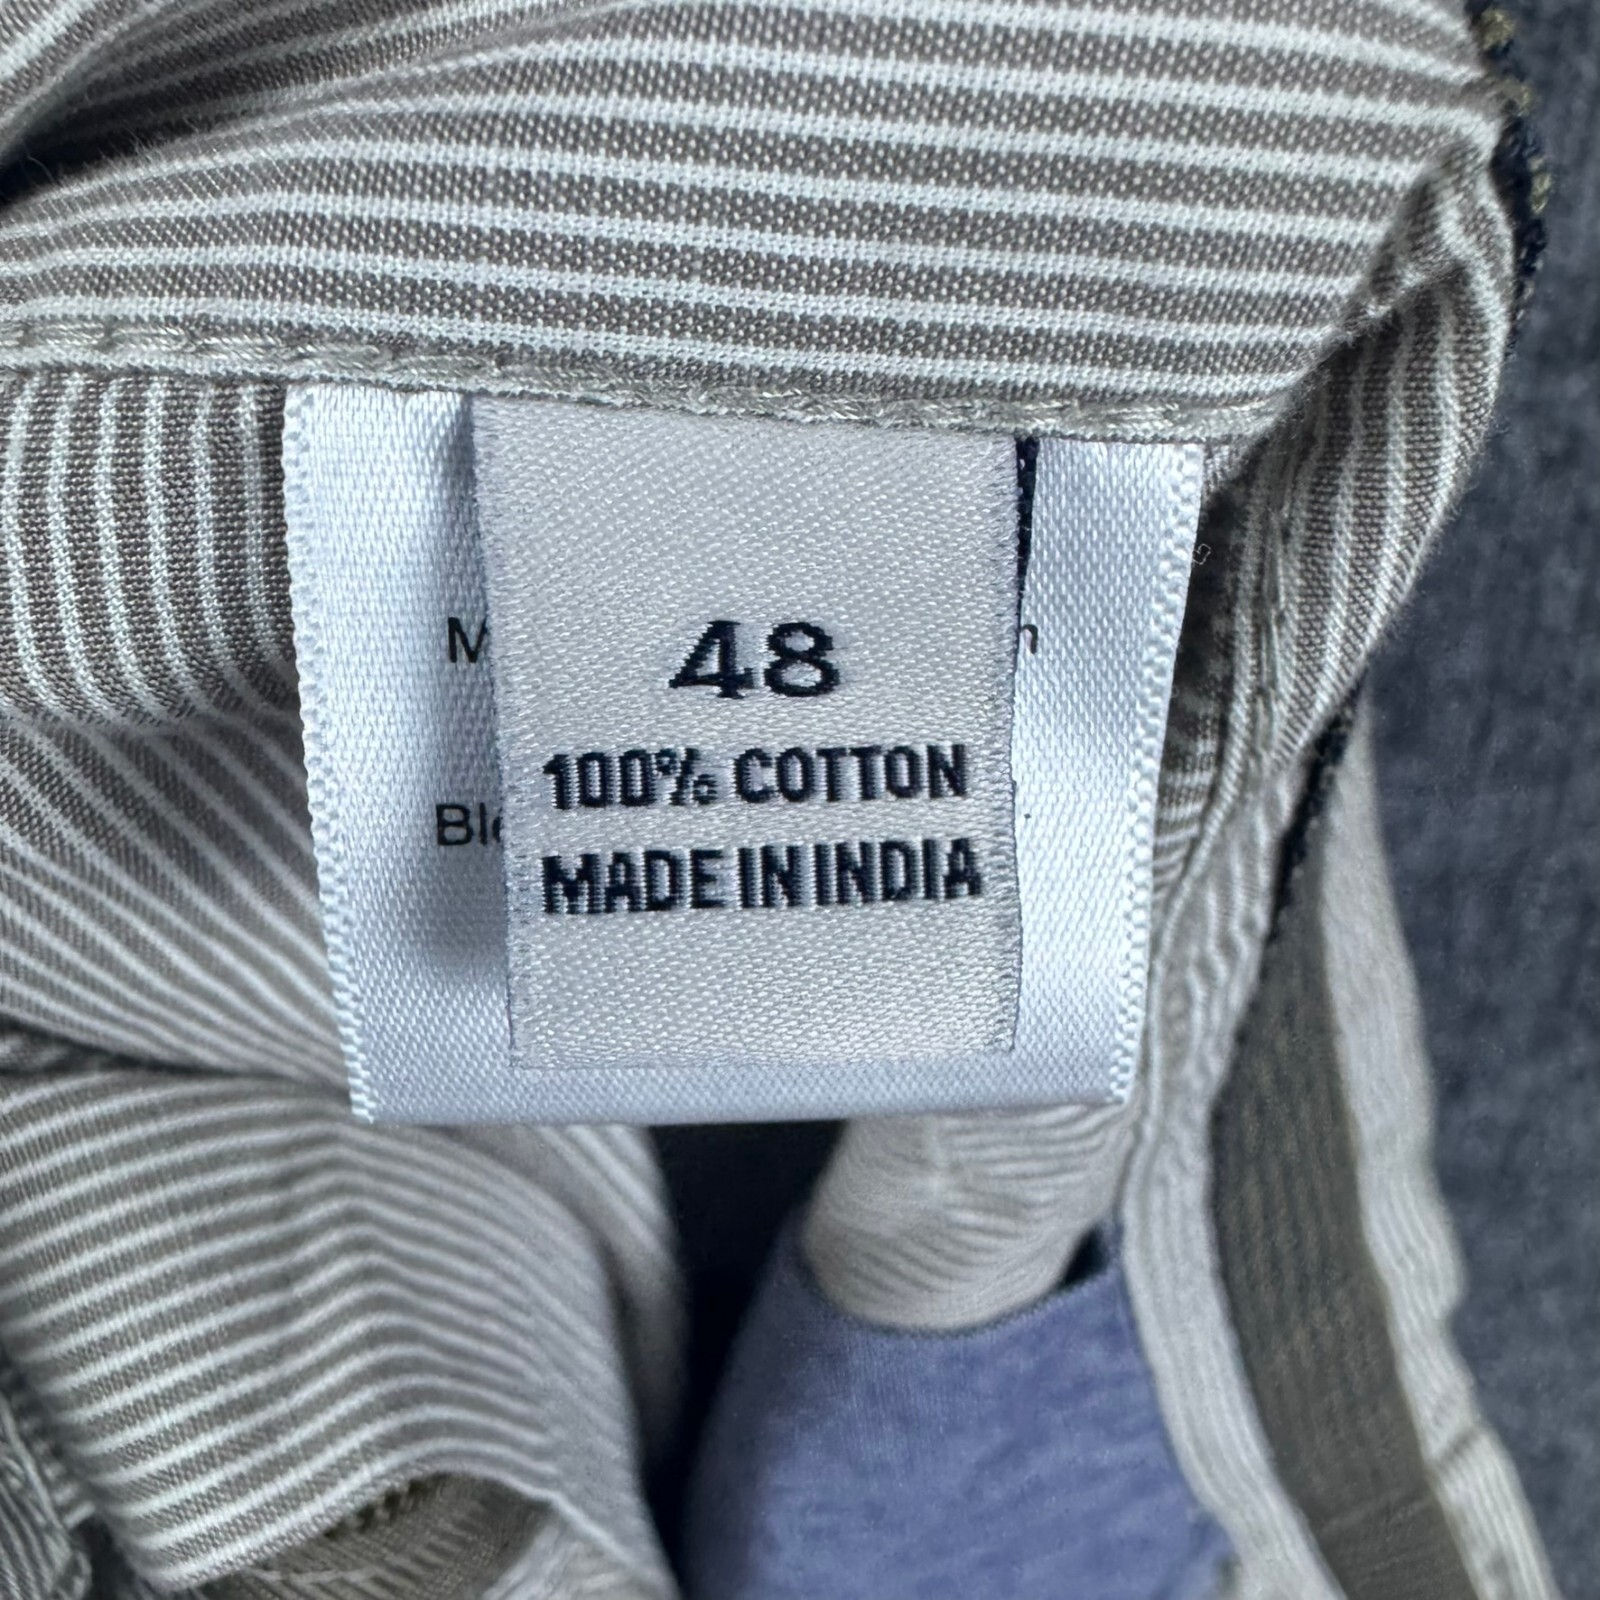 48
100% COTTON
MADE IN INDIA